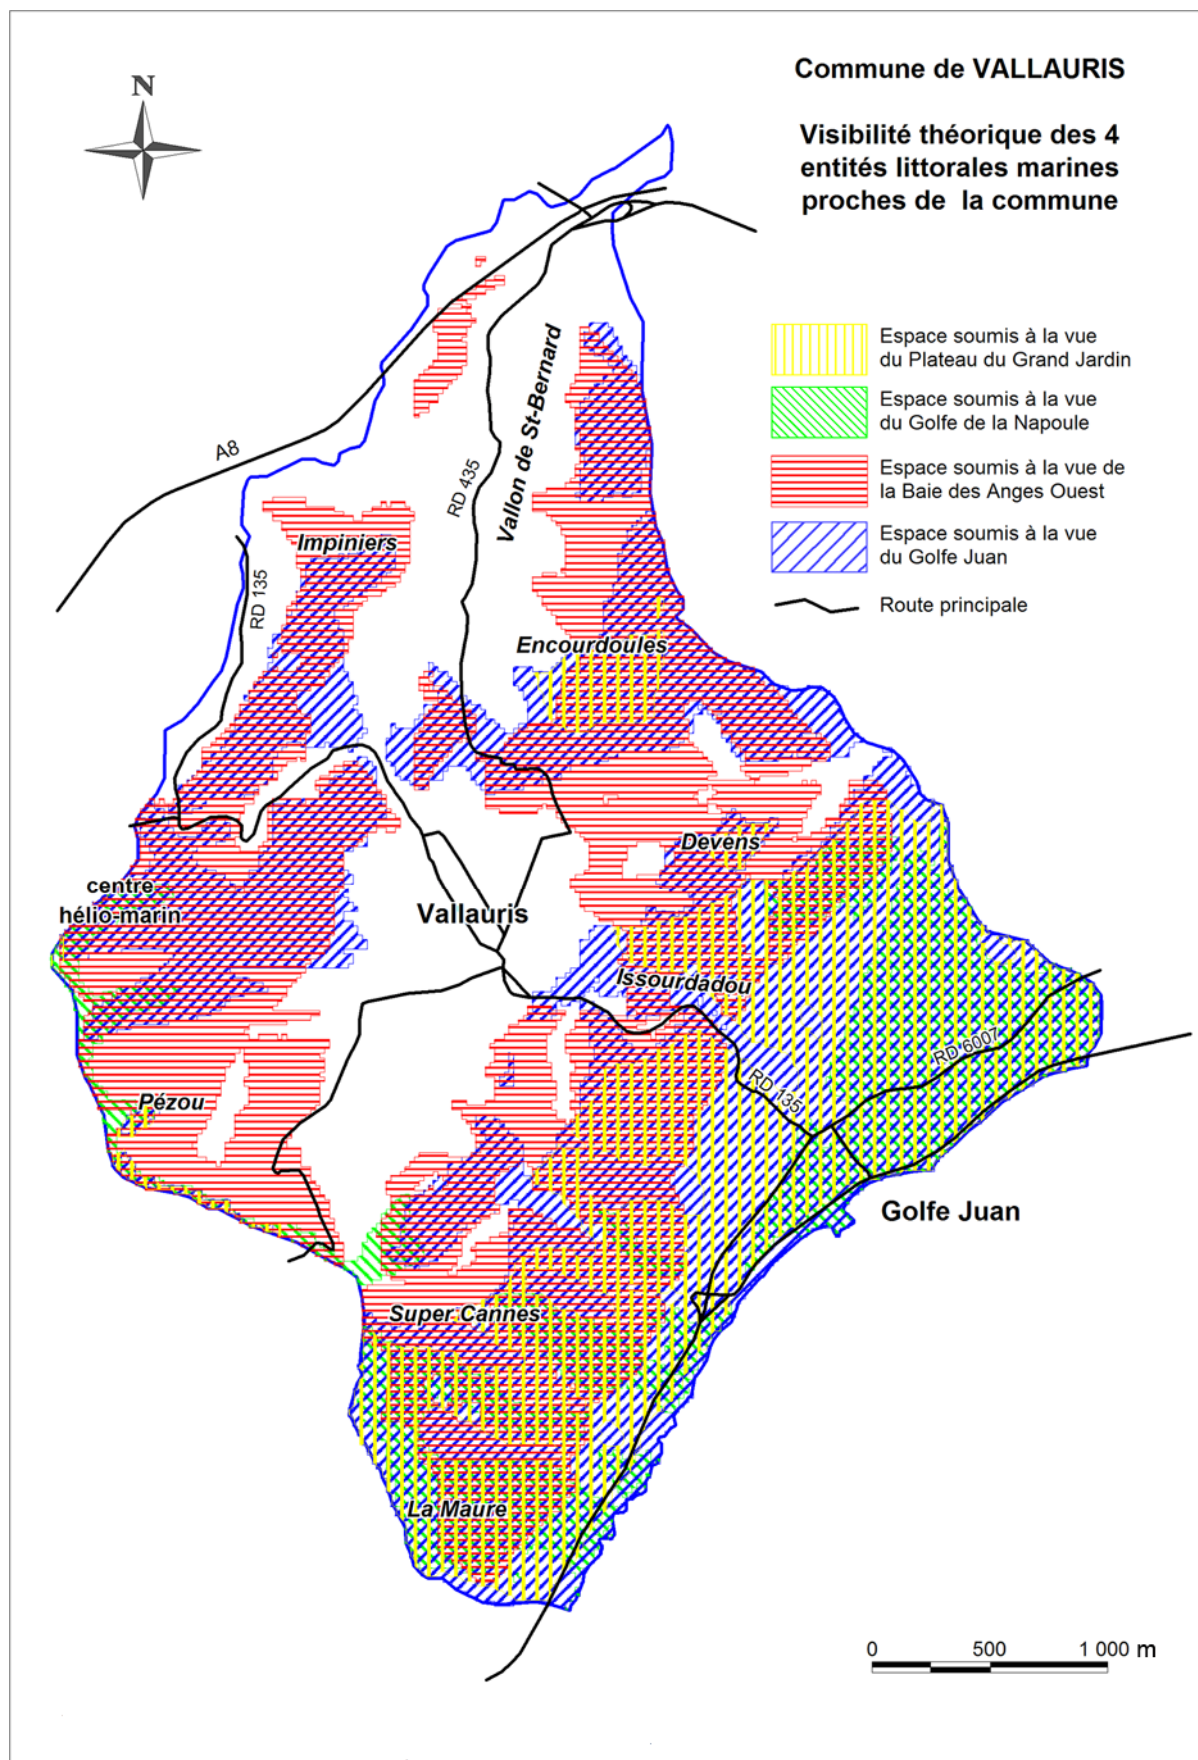 Commune de VALLAURIS
Visibilité théorique des 4
entités littorales marines
proches de la commune
N
Espace soumis à la vue
du Plateau du Grand Jardin
Espace soumis à la vue
du Golfe de la Napoule
Espace soumis à la vue de
la Baie des Anges Ouest
Espace soumis à la vue
du Golfe Juan
Route principale
A8
RD 435
Vallon de St-Bernard
Impiniers
RD 135
Encourdoules
Devens
centre
hélio-marin
Vallauris
Issourdadou
RD 6007
RD 135
Pézou
Golfe Juan
Super Cannes
La Maure
0 500 1 000 m